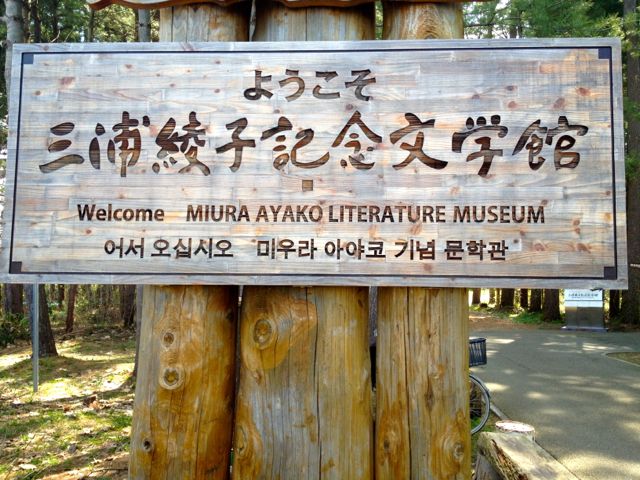 ようこそ
三浦綾子記念文学館
Welcome MIURA AYAKO LITERATURE MUSEUM
어서 오십시오 미우라 아야코 기념 문학관